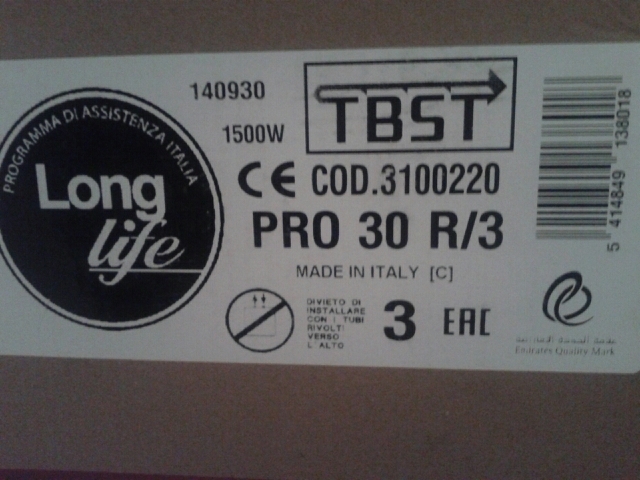 PROGRAMMA DI ASSISTENZA ITALIA
Long
life
140930
1500W
TBST
CE COD.3100220
PRO 30 R/3
MADE IN ITALY [C]
DIVIETO DI
INSTALLARE
CON I TUBI
RIVOLTI
VERSO
L'ALTO
3
EAC
5 414849 138018
Emirates Quality Mark